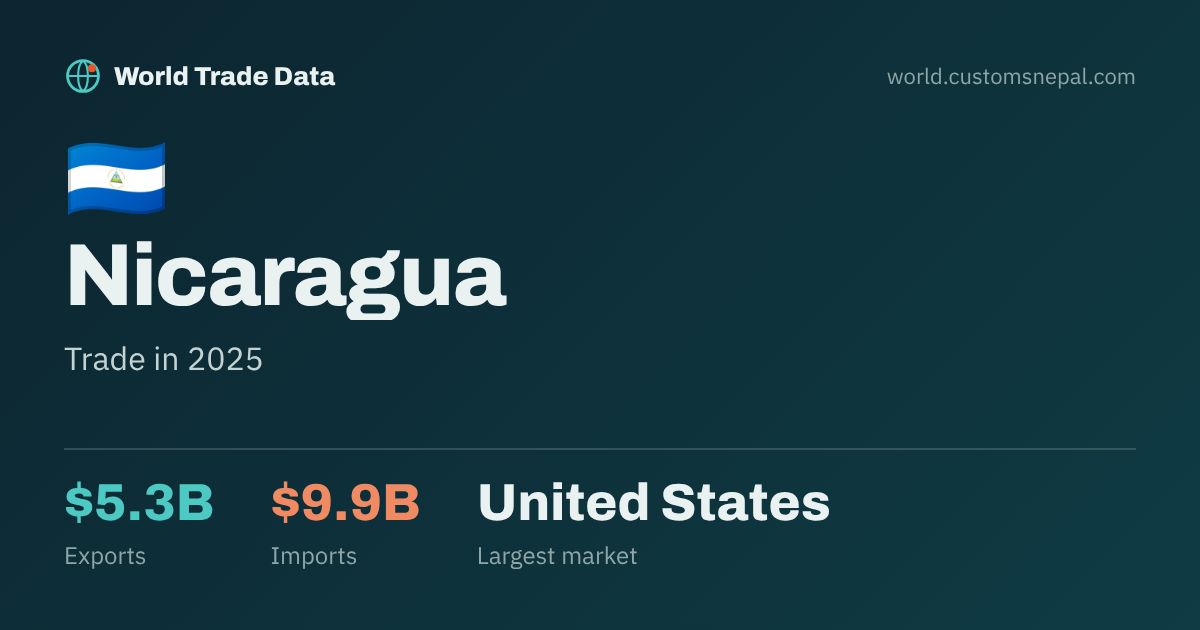 World Trade Data
world.customsnepal.com
Nicaragua
Trade in 2025
$5.3B
Exports
$9.9B
Imports
United States
Largest market